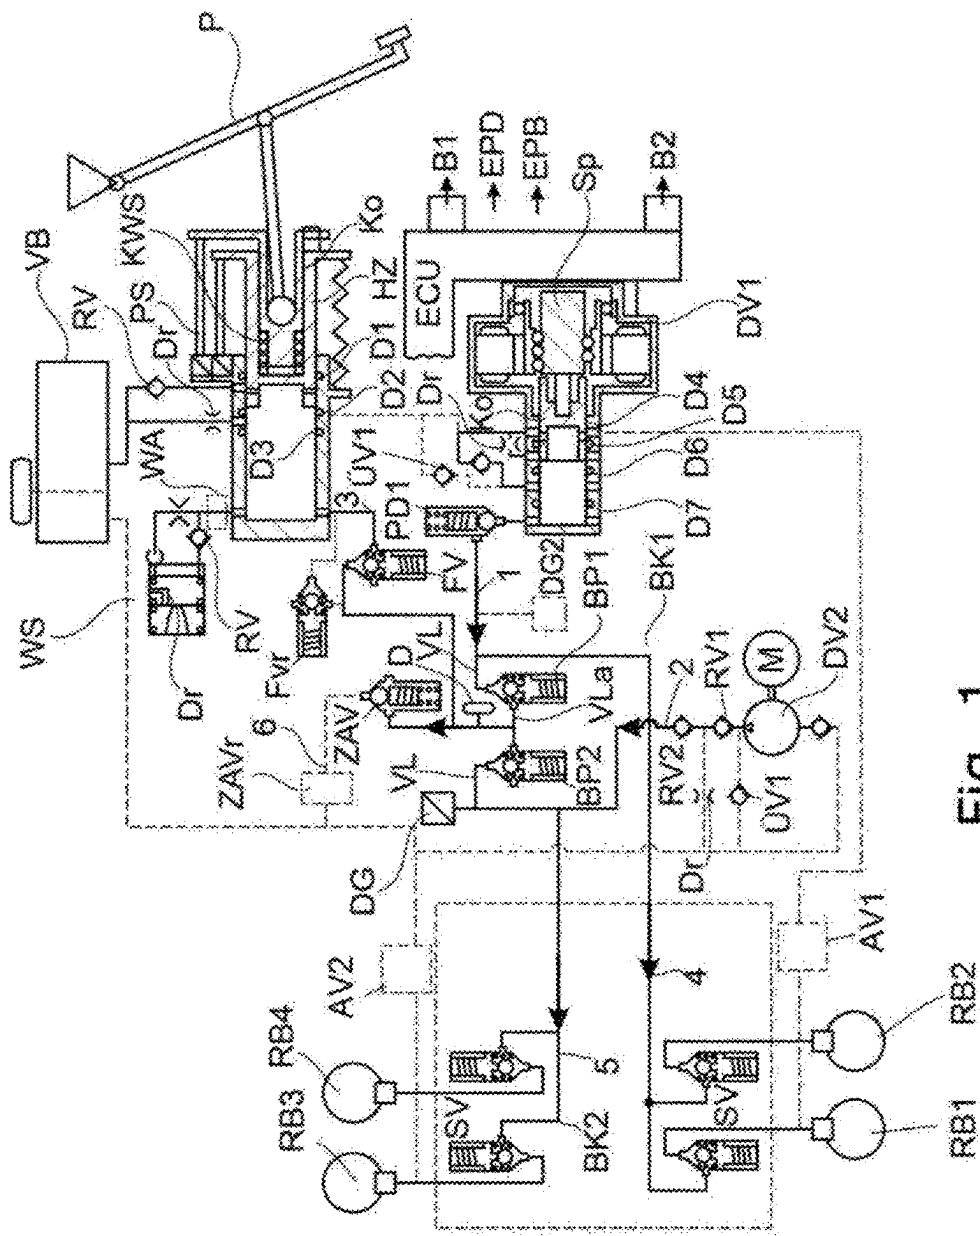 P
VB
KWS
RV
PS
Dr
Ko
HZ
ECU
B1
EPD
EPB
Sp
B2
DV1
D1
D2
D3
WA
WS
Dr
RV
Dr
Ko
D4
D5
D6
D7
ÜV1
3
PD1
FV
Fvr
1
DG2
BP1
BK1
D
VL
ZAV
6
ZAVr
VL
VLa
BP2
2
RV1
M
DV2
RV2
ÜV1
Dr
DG
AV2
AV1
4
5
RB4
RB3
SV
BK2
SV
RB2
RB1
Fig. 1